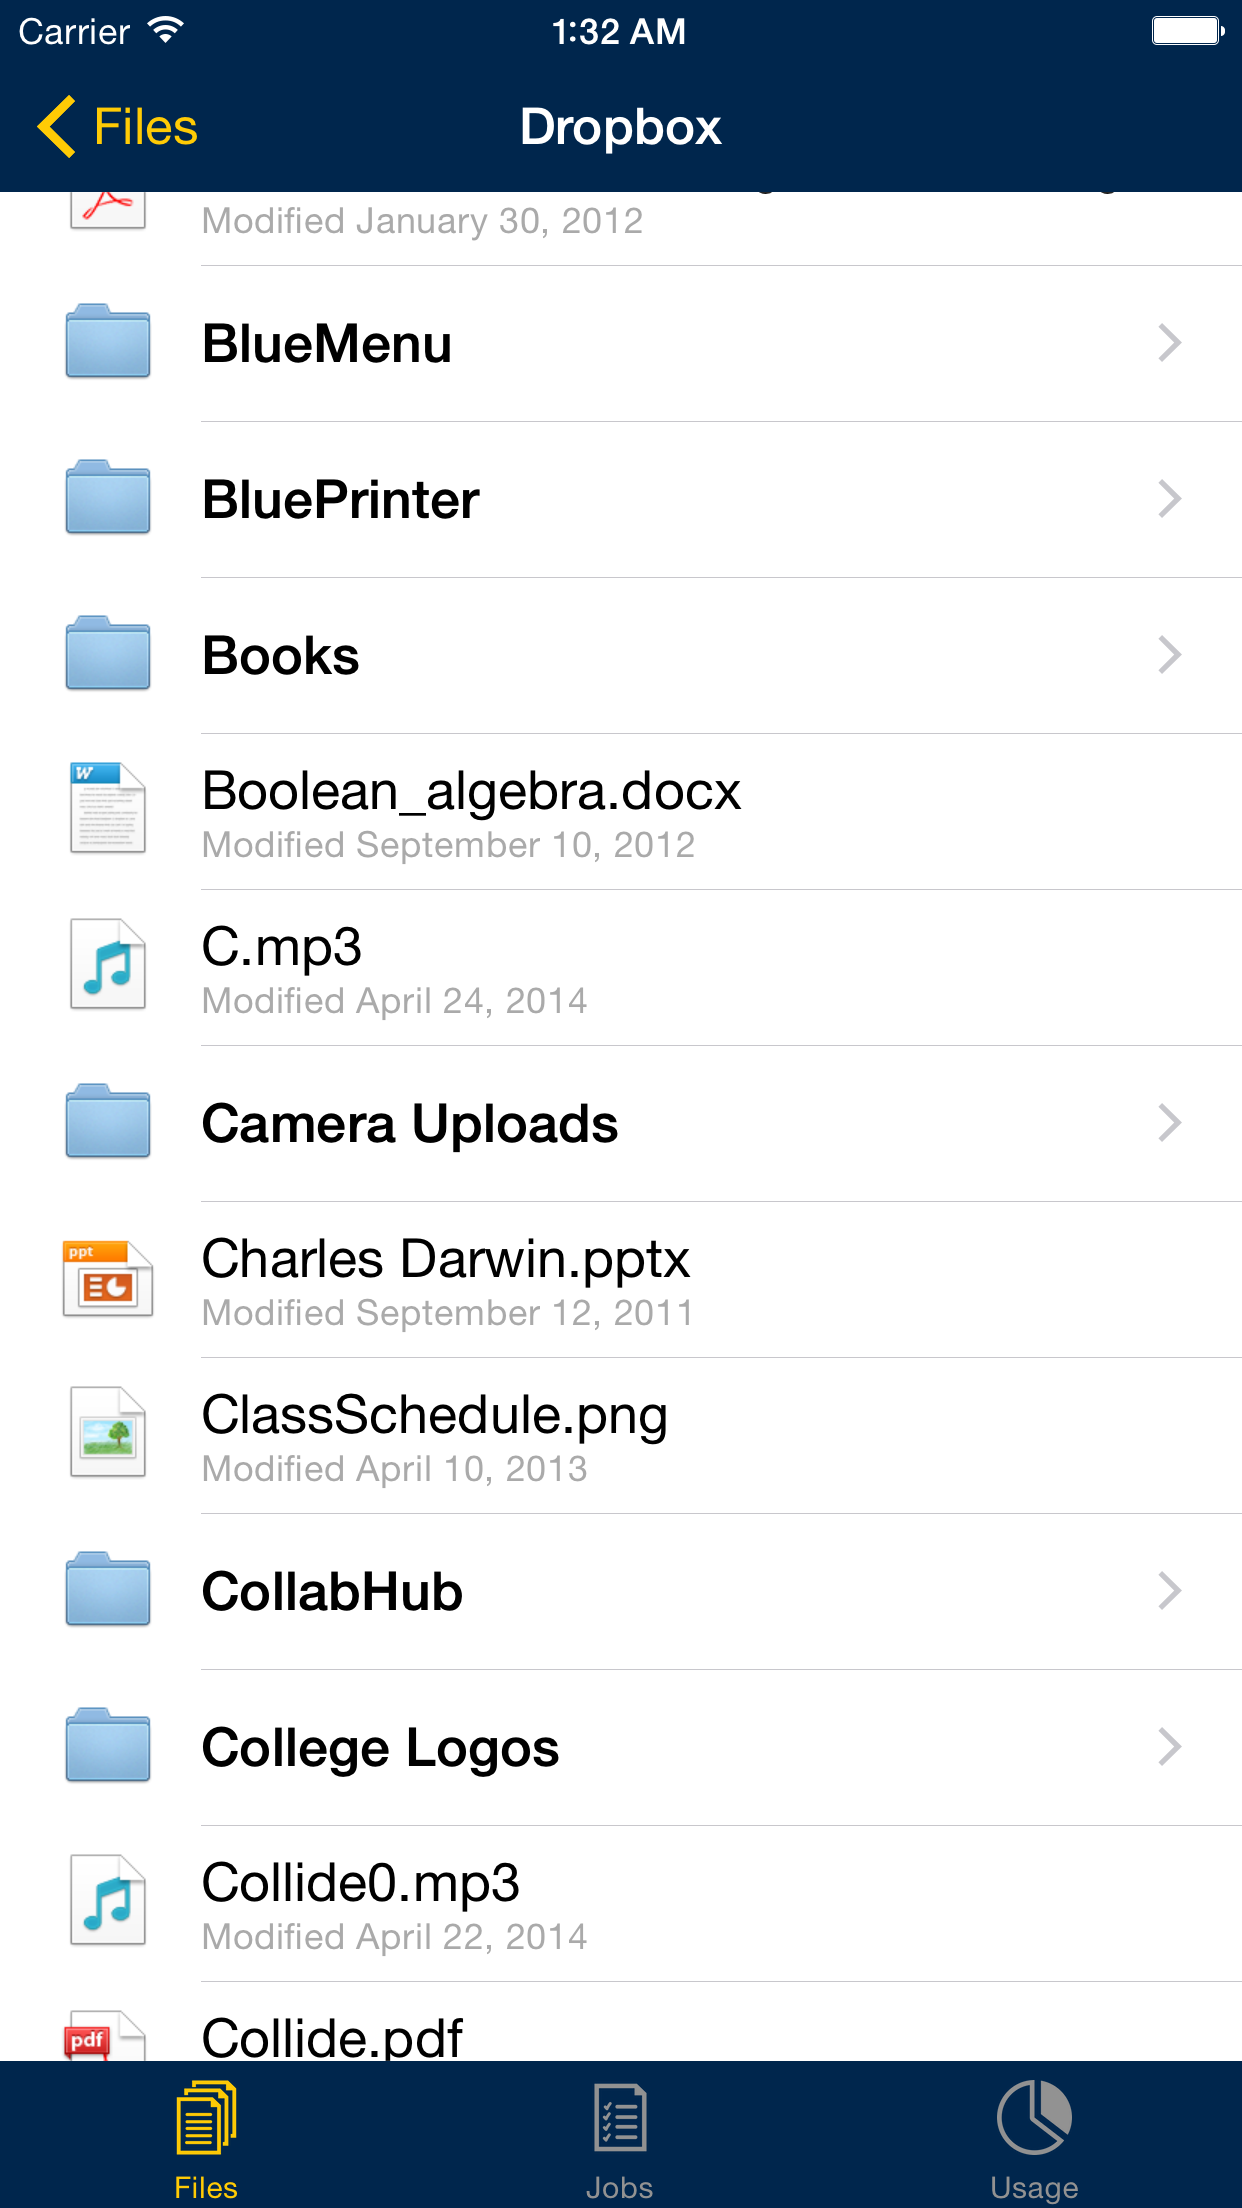 Carrier 1:32 AM
Files Dropbox
Modified January 30, 2012
BlueMenu
BluePrinter
Books
W
Boolean_algebra.docx
Modified September 10, 2012
C.mp3
Modified April 24, 2014
Camera Uploads
ppt
Charles Darwin.pptx
Modified September 12, 2011
ClassSchedule.png
Modified April 10, 2013
CollabHub
College Logos
Collide0.mp3
Modified April 22, 2014
pdf
Collide.pdf
Files Jobs Usage